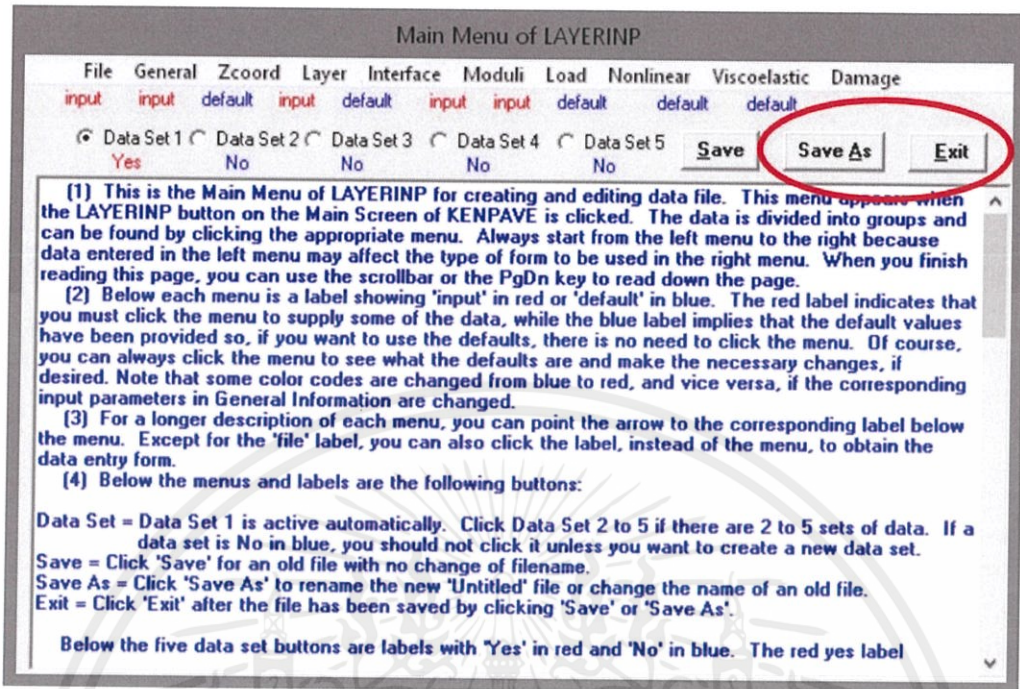 Main Menu of LAYERINP
File General Zcoord Layer Interface Moduli Load Nonlinear Viscoelastic Damage
input input default input default input input default default default
Data Set 1 Data Set 2 Data Set 3 Data Set 4 Data Set 5 Save Save As Exit
Yes No No No No
(1) This is the Main Menu of LAYERINP for creating and editing data file. This menu appears when
the LAYERINP button on the Main Screen of KENPAVE is clicked. The data is divided into groups and
can be found by clicking the appropriate menu. Always start from the left menu to the right because
data entered in the left menu may affect the type of form to be used in the right menu. When you finish
reading this page, you can use the scrollbar or the PgDn key to read down the page.
(2) Below each menu is a label showing 'input' in red or 'default' in blue. The red label indicates that
you must click the menu to supply some of the data, while the blue label implies that the default values
have been provided so, if you want to use the defaults, there is no need to click the menu. Of course,
you can always click the menu to see what the defaults are and make the necessary changes, if
desired. Note that some color codes are changed from blue to red, and vice versa, if the corresponding
input parameters in General Information are changed.
(3) For a longer description of each menu, you can point the arrow to the corresponding label below
the menu. Except for the 'file' label, you can also click the label, instead of the menu, to obtain the
data entry form.
(4) Below the menus and labels are the following buttons:
Data Set = Data Set 1 is active automatically. Click Data Set 2 to 5 if there are 2 to 5 sets of data. If a
data set is No in blue, you should not click it unless you want to create a new data set.
Save = Click 'Save' for an old file with no change of filename.
Save As = Click 'Save As' to rename the new 'Untitled' file or change the name of an old file.
Exit = Click 'Exit' after the file has been saved by clicking 'Save' or 'Save As'.
Below the five data set buttons are labels with 'Yes' in red and 'No' in blue. The red yes label